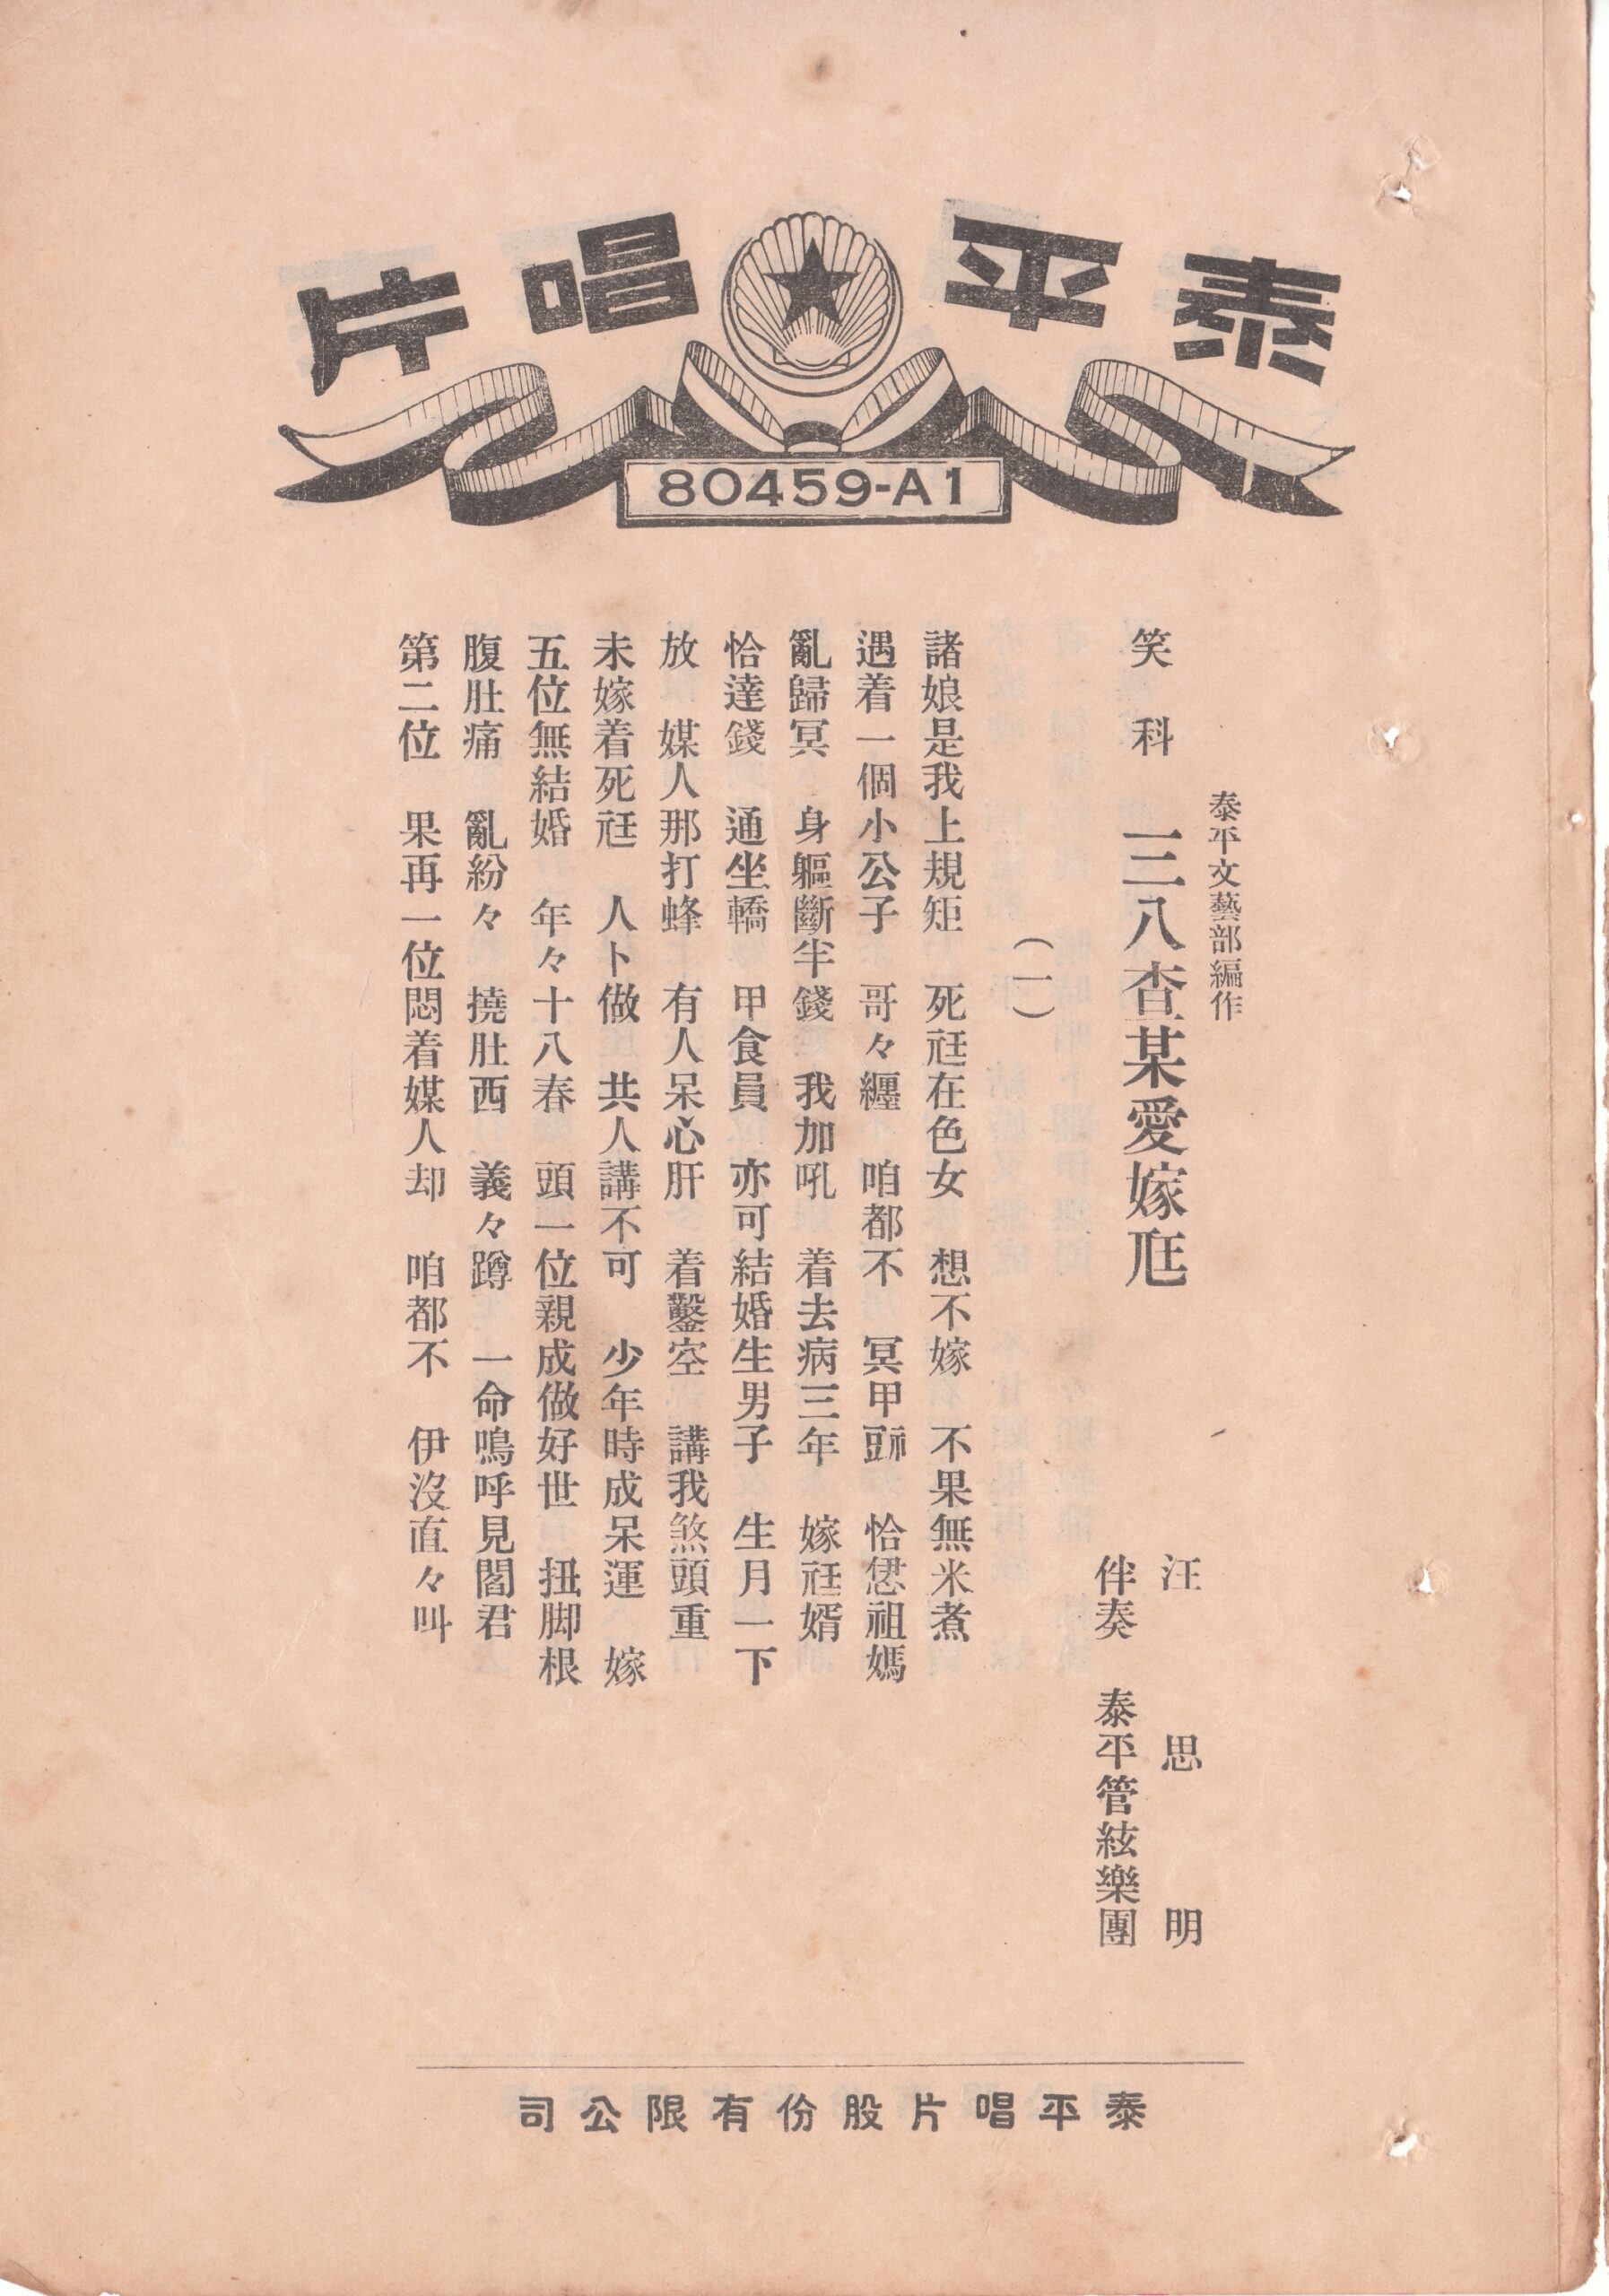 泰平唱片
80459-A1
泰平文藝部編作
笑科 三八查某愛嫁尫
汪思明
伴奏 泰平管絃樂團
（一）
諸娘是我上規矩 死尪在色女 想不嫁 不果無米煮
遇着一個小公子 哥々纏 咱都不 冥甲 恰恁祖媽
亂歸冥 身軀斷半錢 我加吼 着去病三年 嫁尪婿
恰達錢 通坐轎 甲食員 亦可結婚生男子 生月一下
放 媒人那打蜂 有人呆心肝 着鑿空 講我煞頭重
未嫁着死尪 人卜做 共人講不可 少年時成呆運 嫁
五位無結婚 年々十八春 頭一位親成做好世 扭脚根
腹肚痛 亂紛々 撓肚西 義々蹲 一命嗚呼見閻君
第二位 果再一位悶着媒人却 咱都不 伊沒直々叫
泰平唱片股份有限公司